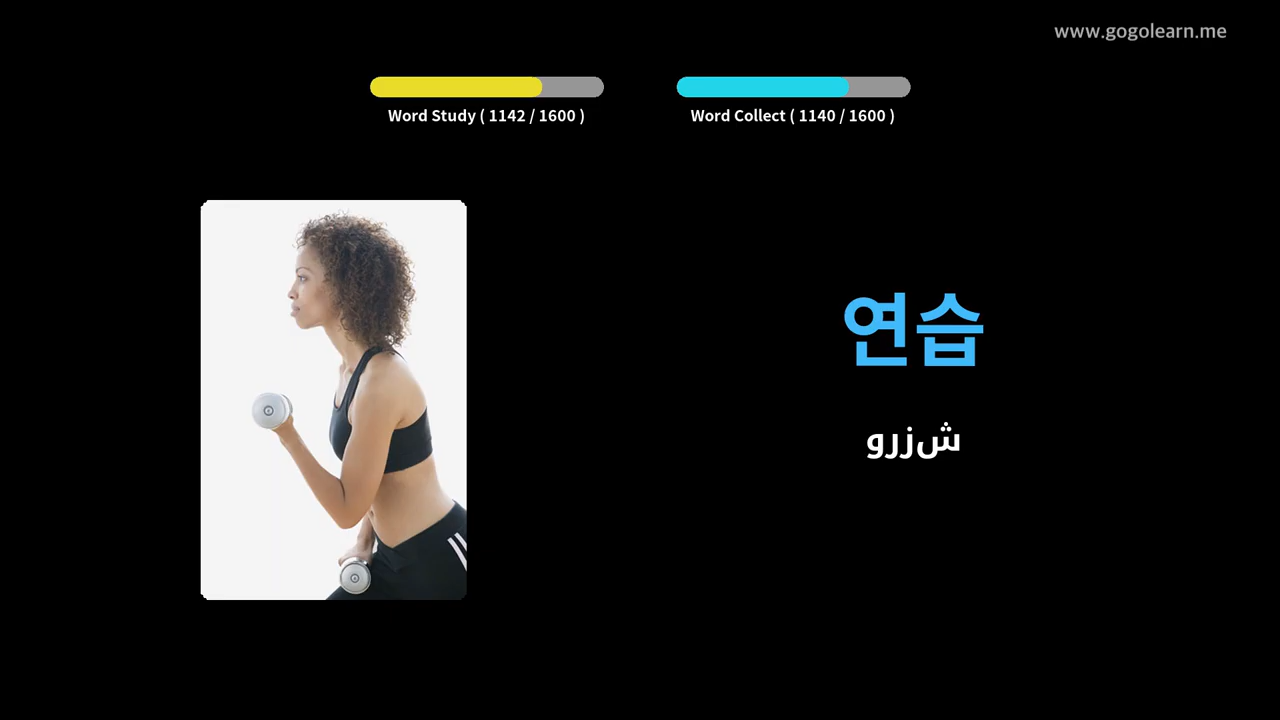 www.gogolearn.me
Word Study ( 1142 / 1600 )
Word Collect ( 1140 / 1600 )
연습
شزرو